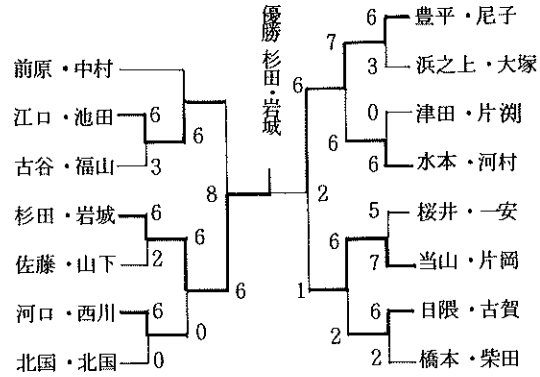 優勝 杉田・岩城
前原・中村
江口・池田 6
6
古谷・福山 3
8
杉田・岩城 6
6
佐藤・山下 2
6
河口・西川 6
0
北国・北国 0
6 豊平・尼子
7
3 浜之上・大塚
6
0 津田・片渕
6
6 水本・河村
2
5 桜井・一安
6
7 当山・片岡
1
6 日隈・古賀
2
2 橋本・柴田